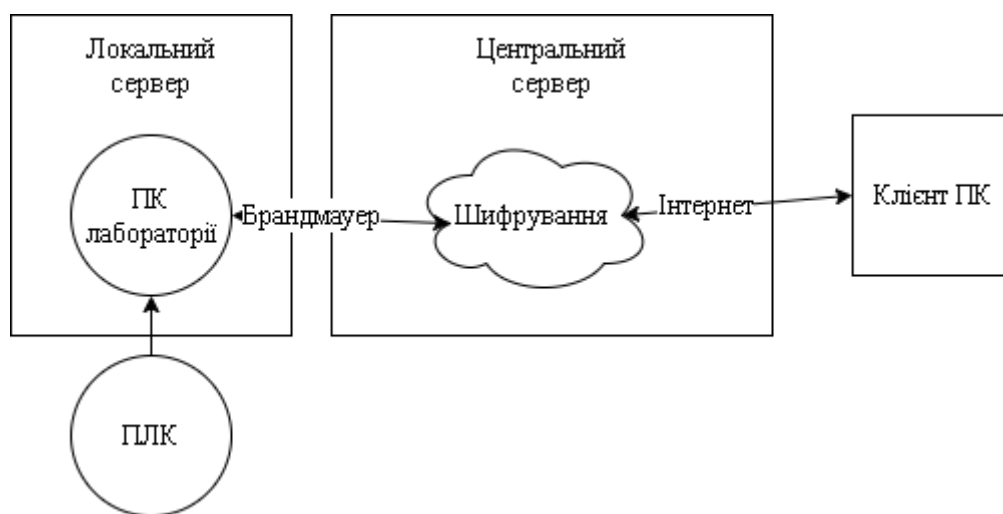 Локальний
сервер
Центральний
сервер
ПК
лабораторії
Брандмауер
Шифрування
Інтернет
Клієнт ПК
ПЛК